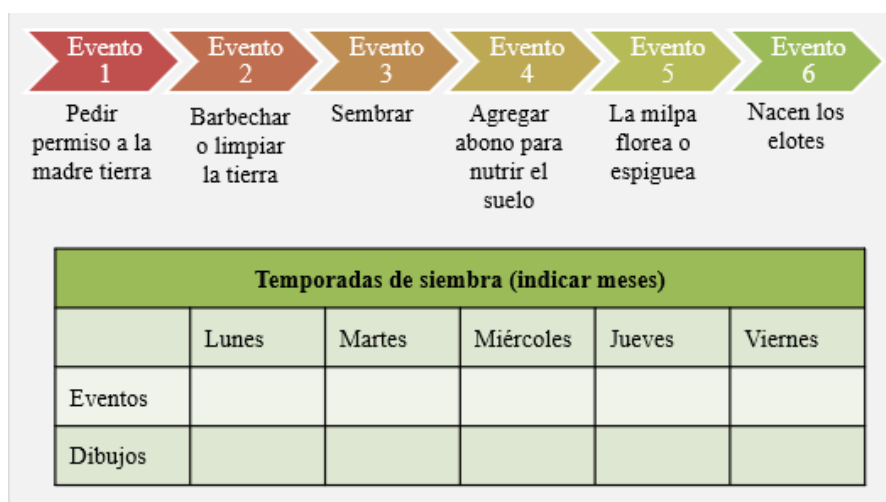 Evento
1
Evento
2
Evento
3
Evento
4
Evento
5
Evento
6
Pedir
permiso a la
madre tierra
Barbechar
o limpiar
la tierra
Sembrar
Agregar
abono para
nutrir el
suelo
La milpa
florea o
espiguea
Nacen los
elotes
Temporadas de siembra (indicar meses)
Lunes Martes Miércoles Jueves Viernes
Eventos
Dibujos